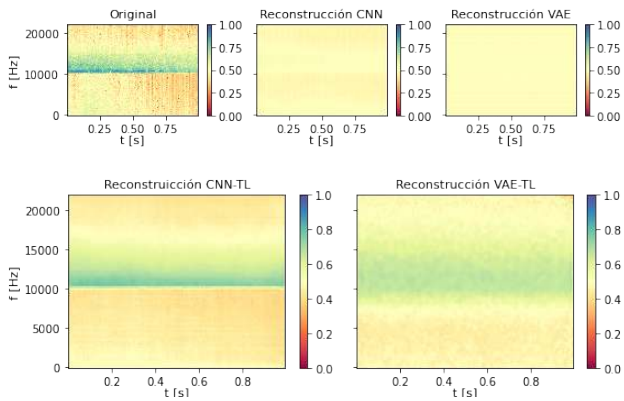 Original
Reconstrucción CNN
Reconstrucción VAE
f [Hz]
20000
10000
0
0.25 0.50 0.75
t [s]
1.00
0.75
0.50
0.25
0.00
0.25 0.50 0.75
t [s]
1.00
0.75
0.50
0.25
0.00
0.25 0.50 0.75
t [s]
1.00
0.75
0.50
0.25
0.00
Reconstruicción CNN-TL
f [Hz]
20000
15000
10000
5000
0
0.2 0.4 0.6 0.8
t [s]
1.0
0.8
0.6
0.4
0.2
0.0
Reconstrucción VAE-TL
0.2 0.4 0.6 0.8
t [s]
1.0
0.8
0.6
0.4
0.2
0.0